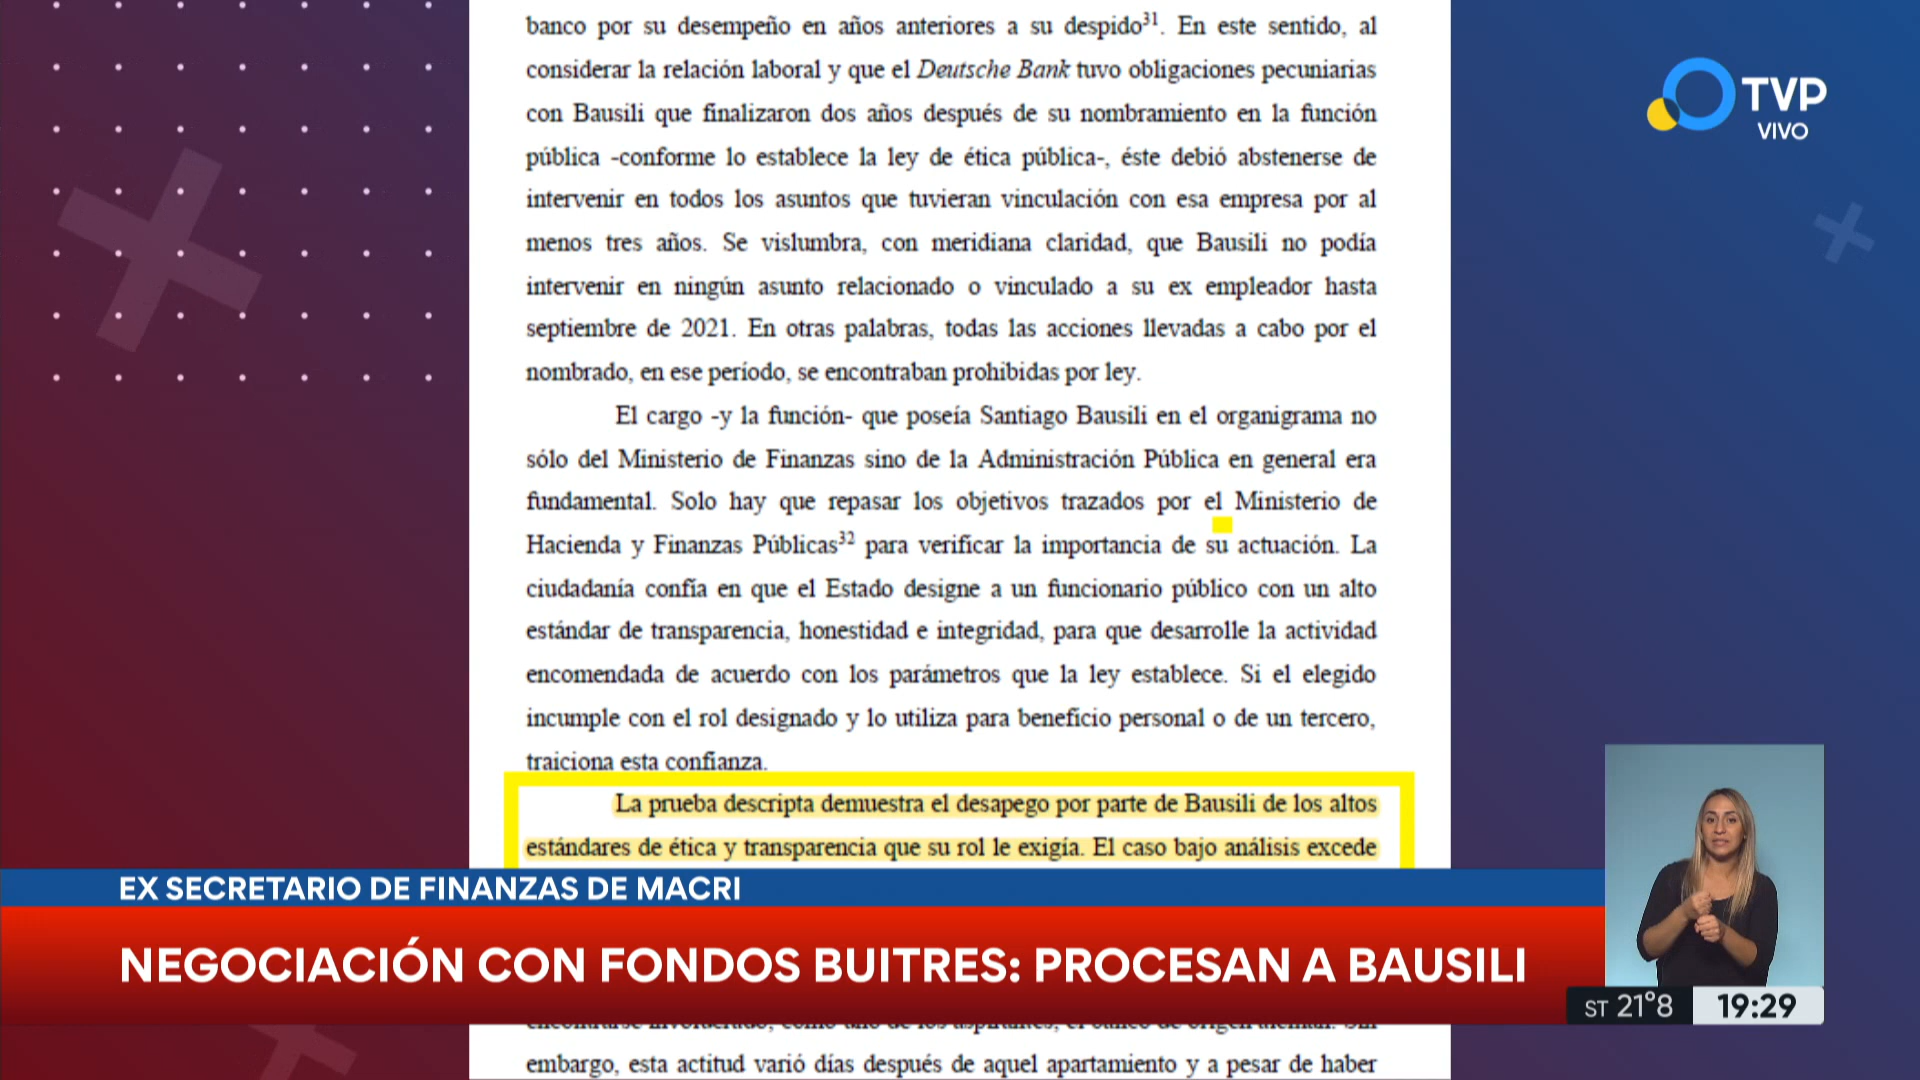 banco por su desempeño en años anteriores a su despido31. En este sentido, al
considerar la relación laboral y que el Deutsche Bank tuvo obligaciones pecuniarias
con Bausili que finalizaron dos años después de su nombramiento en la función
pública -conforme lo establece la ley de ética pública-, éste debió abstenerse de
intervenir en todos los asuntos que tuvieran vinculación con esa empresa por al
menos tres años. Se vislumbra, con meridiana claridad, que Bausili no podía
intervenir en ningún asunto relacionado o vinculado a su ex empleador hasta
septiembre de 2021. En otras palabras, todas las acciones llevadas a cabo por el
nombrado, en ese período, se encontraban prohibidas por ley.
El cargo -y la función- que poseía Santiago Bausili en el organigrama no
sólo del Ministerio de Finanzas sino de la Administración Pública en general era
fundamental. Solo hay que repasar los objetivos trazados por el Ministerio de
Hacienda y Finanzas Públicas32 para verificar la importancia de su actuación. La
ciudadanía confía en que el Estado designe a un funcionario público con un alto
estándar de transparencia, honestidad e integridad, para que desarrolle la actividad
encomendada de acuerdo con los parámetros que la ley establece. Si el elegido
incumple con el rol designado y lo utiliza para beneficio personal o de un tercero,
traiciona esta confianza.
La prueba descripta demuestra el desapego por parte de Bausili de los altos
estándares de ética y transparencia que su rol le exigía. El caso bajo análisis excede
embargo, esta actitud varió días después de aquel apartamiento y a pesar de haber
TVP
VIVO
EX SECRETARIO DE FINANZAS DE MACRI
NEGOCIACIÓN CON FONDOS BUITRES: PROCESAN A BAUSILI
ST 21°8
19:29